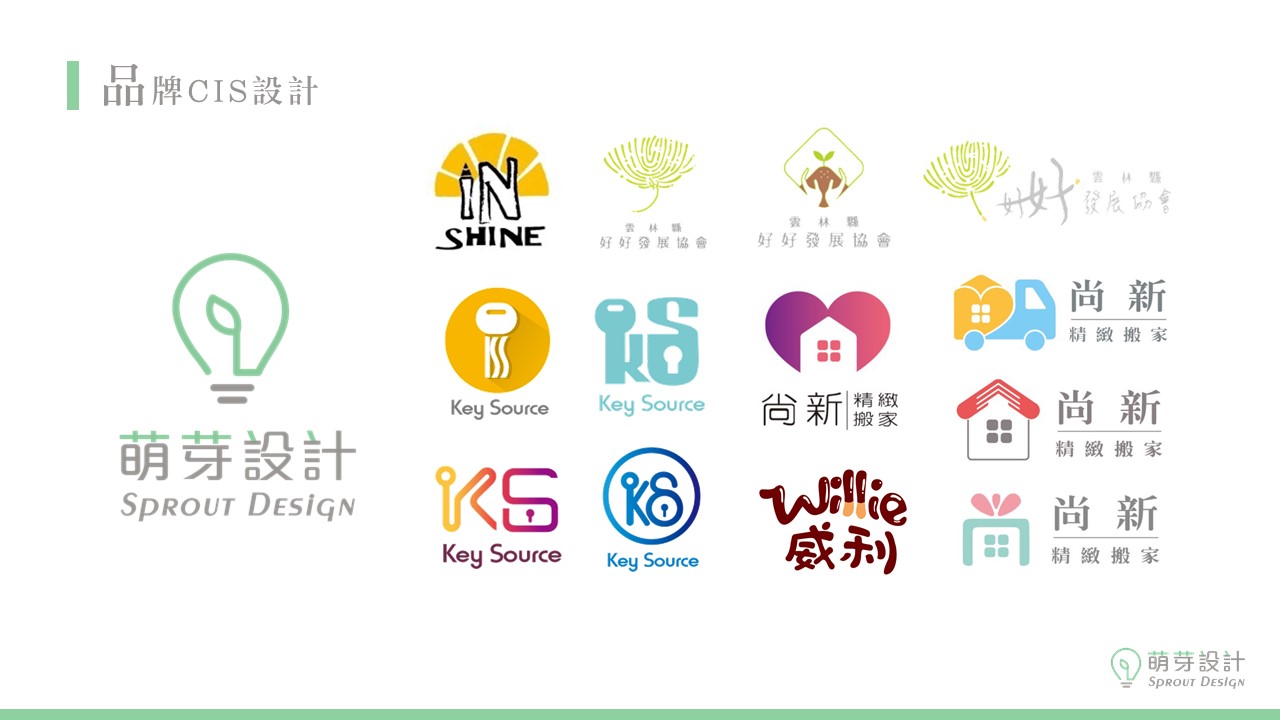 品牌CIS設計
萌芽設計
SPROUT DESIGN
IN
SHINE
雲林縣
好好發展協會
雲林縣
好好發展協會
好好
雲林縣
發展協會
Key Source
KS
Key Source
尚新
精緻
搬家
尚新
精緻搬家
尚新
精緻搬家
KS
Key Source
KS
Key Source
Willie
威利
尚新
精緻搬家
萌芽設計
SPROUT DESIGN